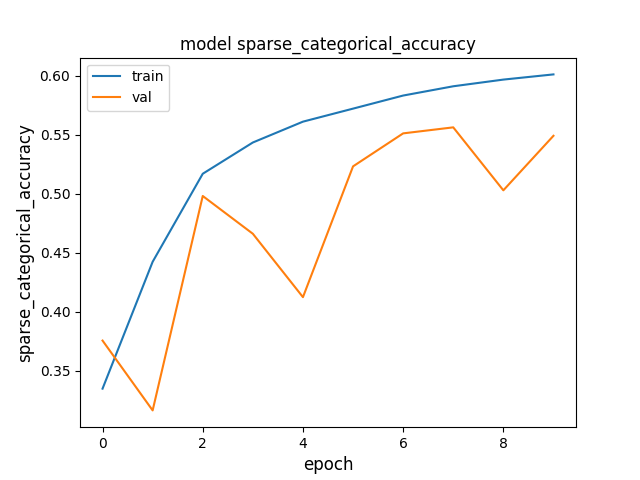 model sparse_categorical_accuracy
train
val
sparse_categorical_accuracy
0.60
0.55
0.50
0.45
0.40
0.35
0
2
4
6
8
epoch